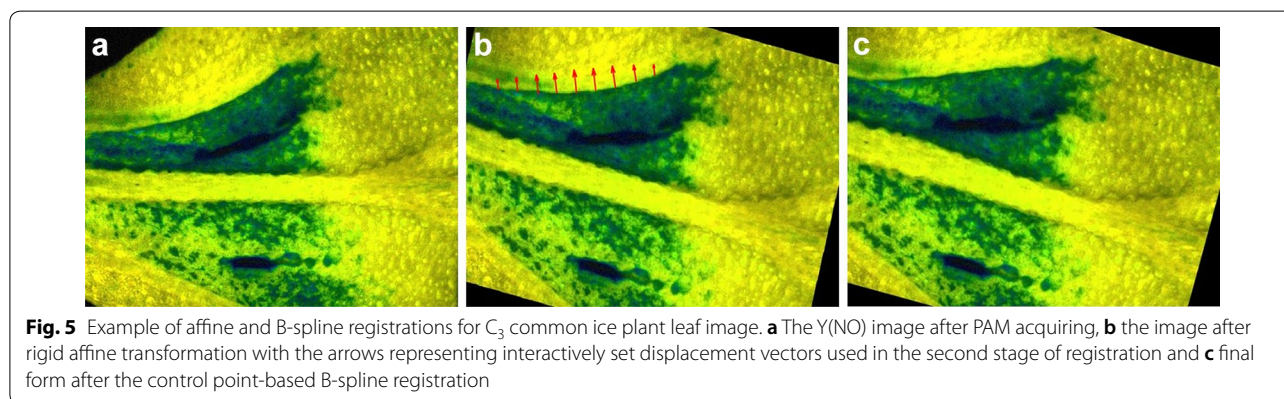 a
b
c
Fig. 5 Example of affine and B-spline registrations for C₃ common ice plant leaf image. a The Y(NO) image after PAM acquiring, b the image after
rigid affine transformation with the arrows representing interactively set displacement vectors used in the second stage of registration and c final
form after the control point-based B-spline registration